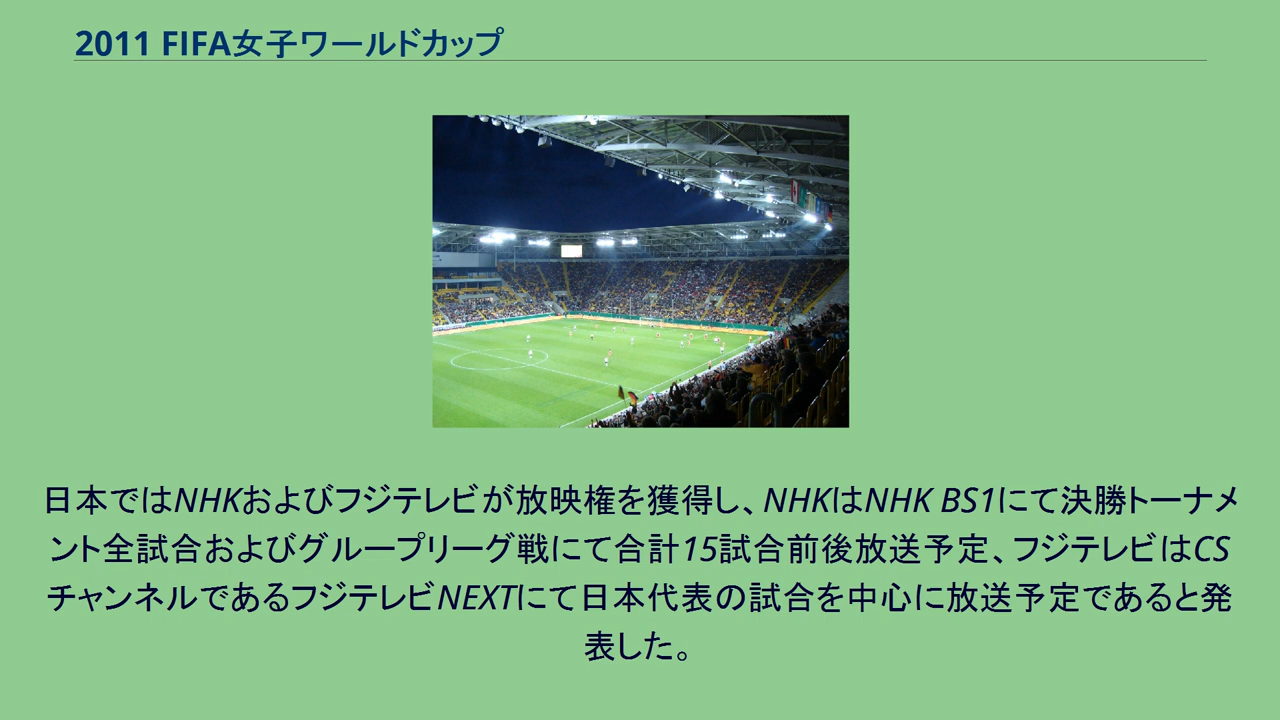 2011 FIFA女子ワールドカップ
日本ではNHKおよびフジテレビが放映権を獲得し、NHKはNHK BS1にて決勝トーナメ
ント全試合およびグループリーグ戦にて合計15試合前後放送予定、フジテレビはCS
チャンネルであるフジテレビNEXTにて日本代表の試合を中心に放送予定であると発
表した。